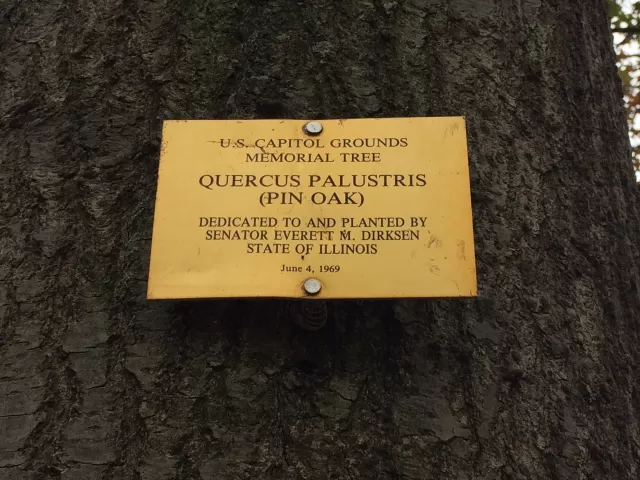 U.S. CAPITOL GROUNDS
MEMORIAL TREE
QUERCUS PALUSTRIS
(PIN OAK)
DEDICATED TO AND PLANTED BY
SENATOR EVERETT M. DIRKSEN
STATE OF ILLINOIS
June 4, 1969